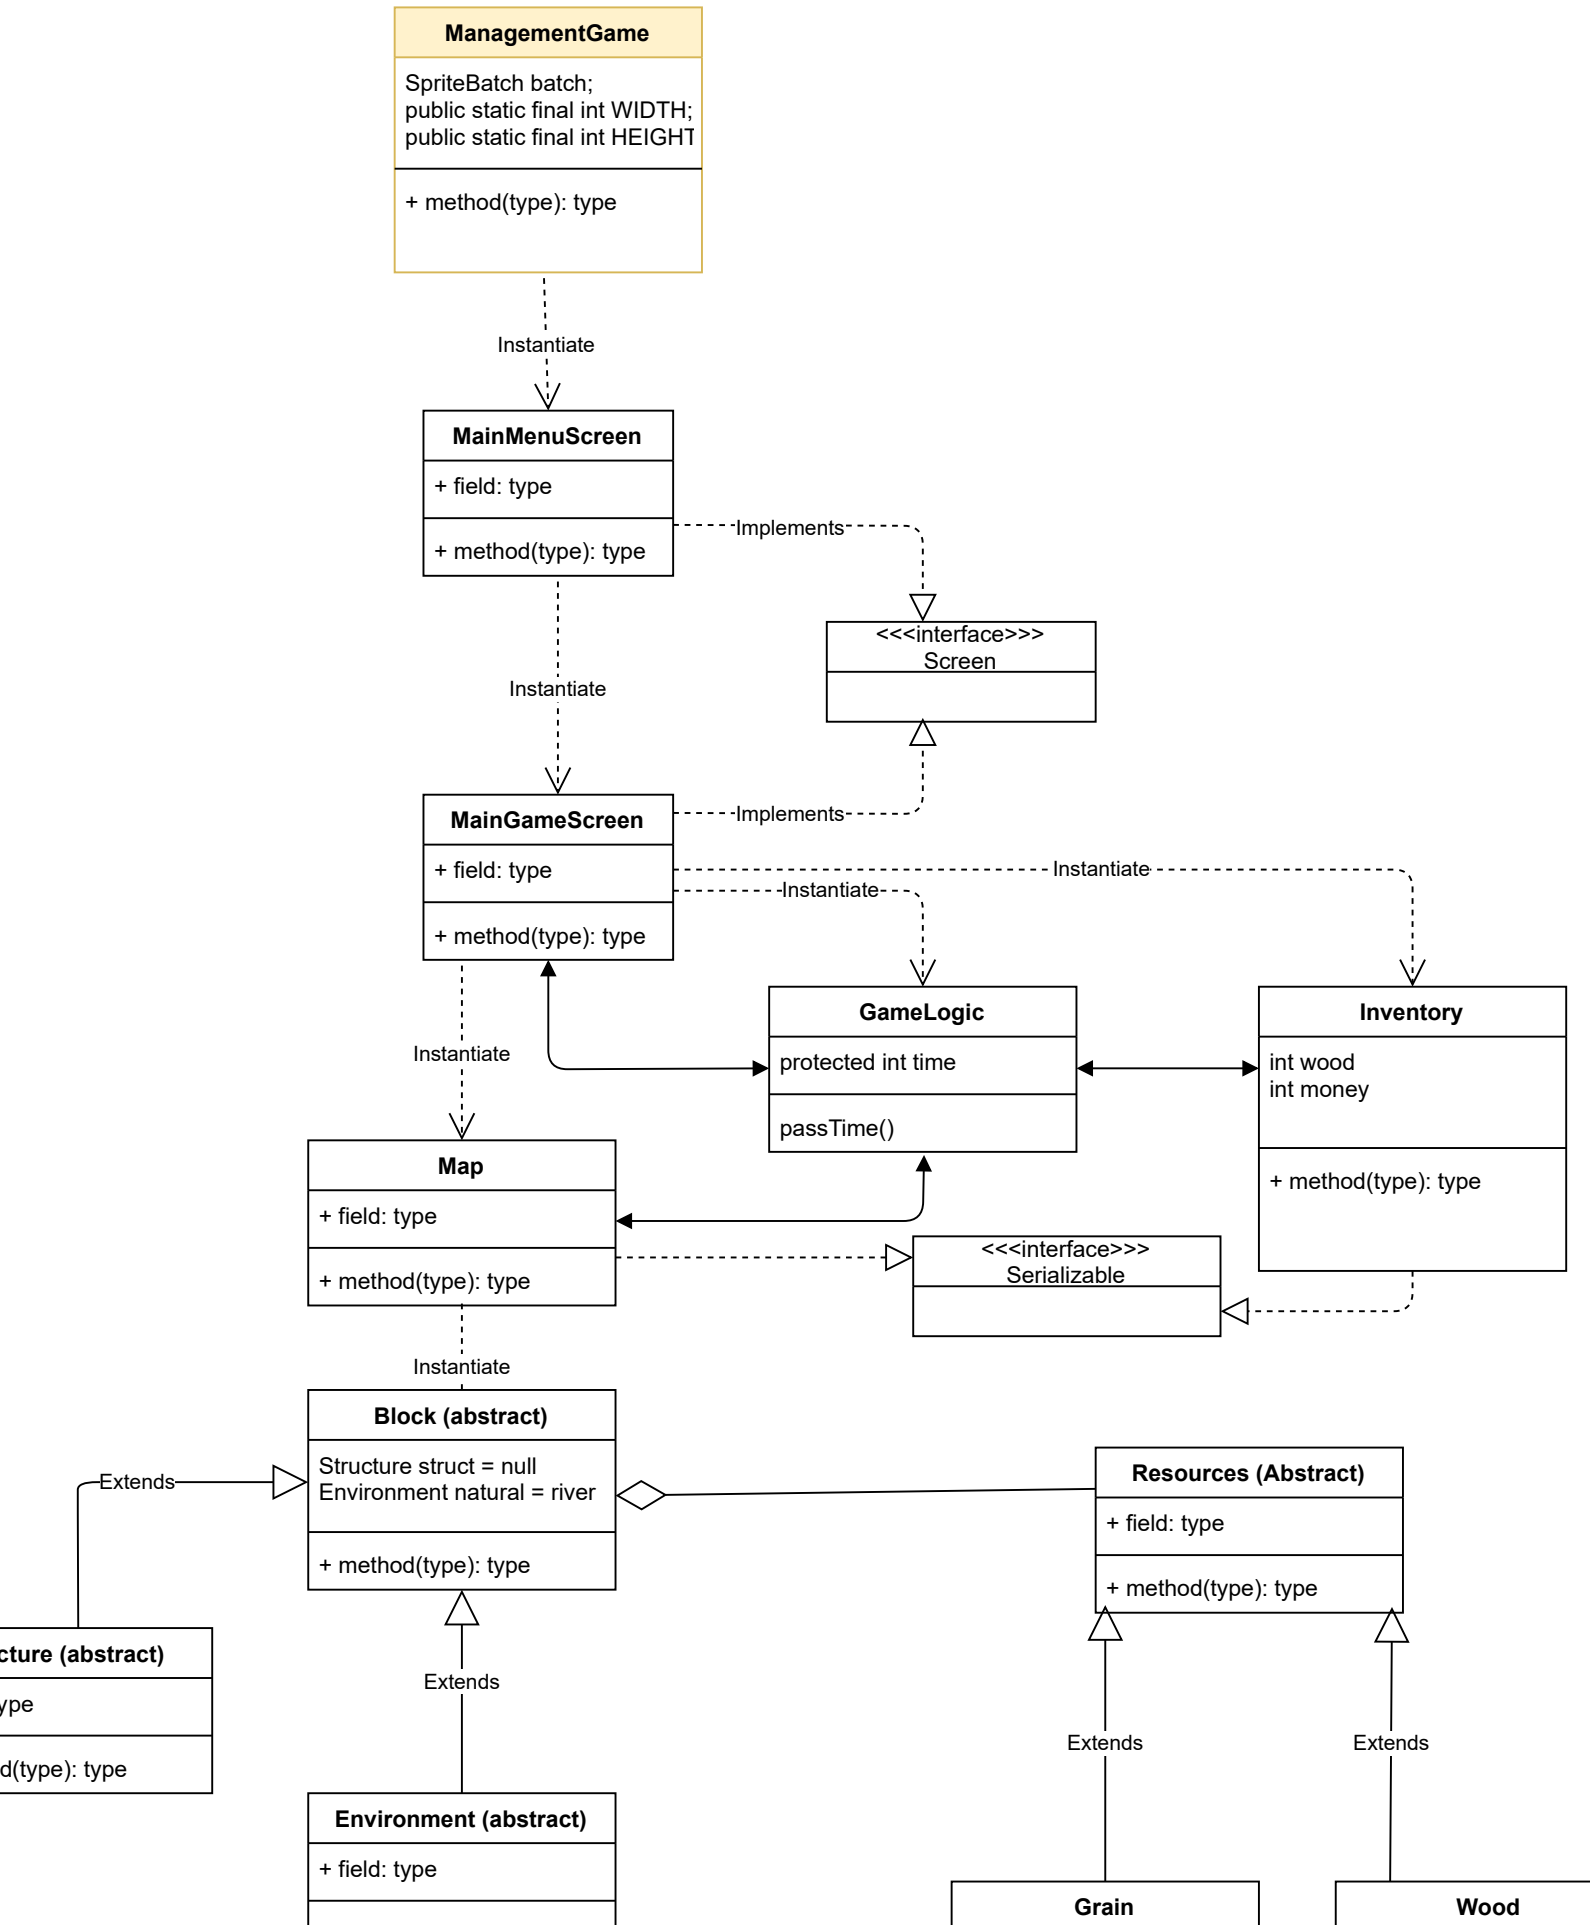 ManagementGame
SpriteBatch batch;
public static final int WIDTH;
public static final int HEIGHT
+ method(type): type
Instantiate
MainMenuScreen
+ field: type
+ method(type): type
Implements
<<<interface>>>
Screen
Instantiate
MainGameScreen
+ field: type
+ method(type): type
Implements
Instantiate
Instantiate
GameLogic
protected int time
passTime()
Inventory
int wood
int money
+ method(type): type
Instantiate
Map
+ field: type
+ method(type): type
<<<interface>>>
Serializable
Instantiate
Block (abstract)
Structure struct = null
Environment natural = river
+ method(type): type
Extends
Resources (Abstract)
+ field: type
+ method(type): type
cture (abstract)
ype
d(type): type
Extends
Extends
Extends
Environment (abstract)
+ field: type
Grain
Wood